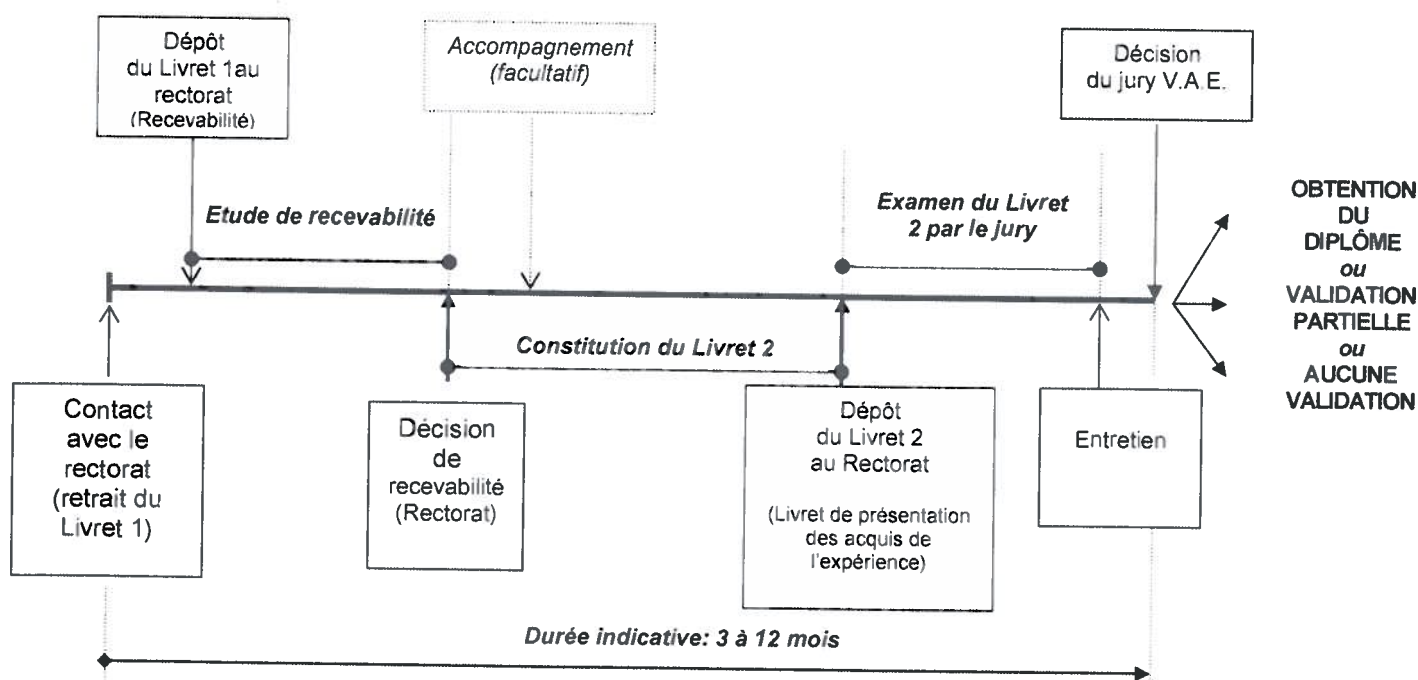 Dépôt
du Livret 1au
rectorat
(Recevabilité)
Accompagnement
(facultatif)
Décision
du jury V.A.E.
Etude de recevabilité
Examen du Livret
2 par le jury
OBTENTION
DU
DIPLÔME
ou
VALIDATION
PARTIELLE
ou
AUCUNE
VALIDATION
Constitution du Livret 2
Contact
avec le
rectorat
(retrait du
Livret 1)
Décision
de
recevabilité
(Rectorat)
Dépôt
du Livret 2
au Rectorat
(Livret de présentation
des acquis de
l'expérience)
Entretien
Durée indicative: 3 à 12 mois